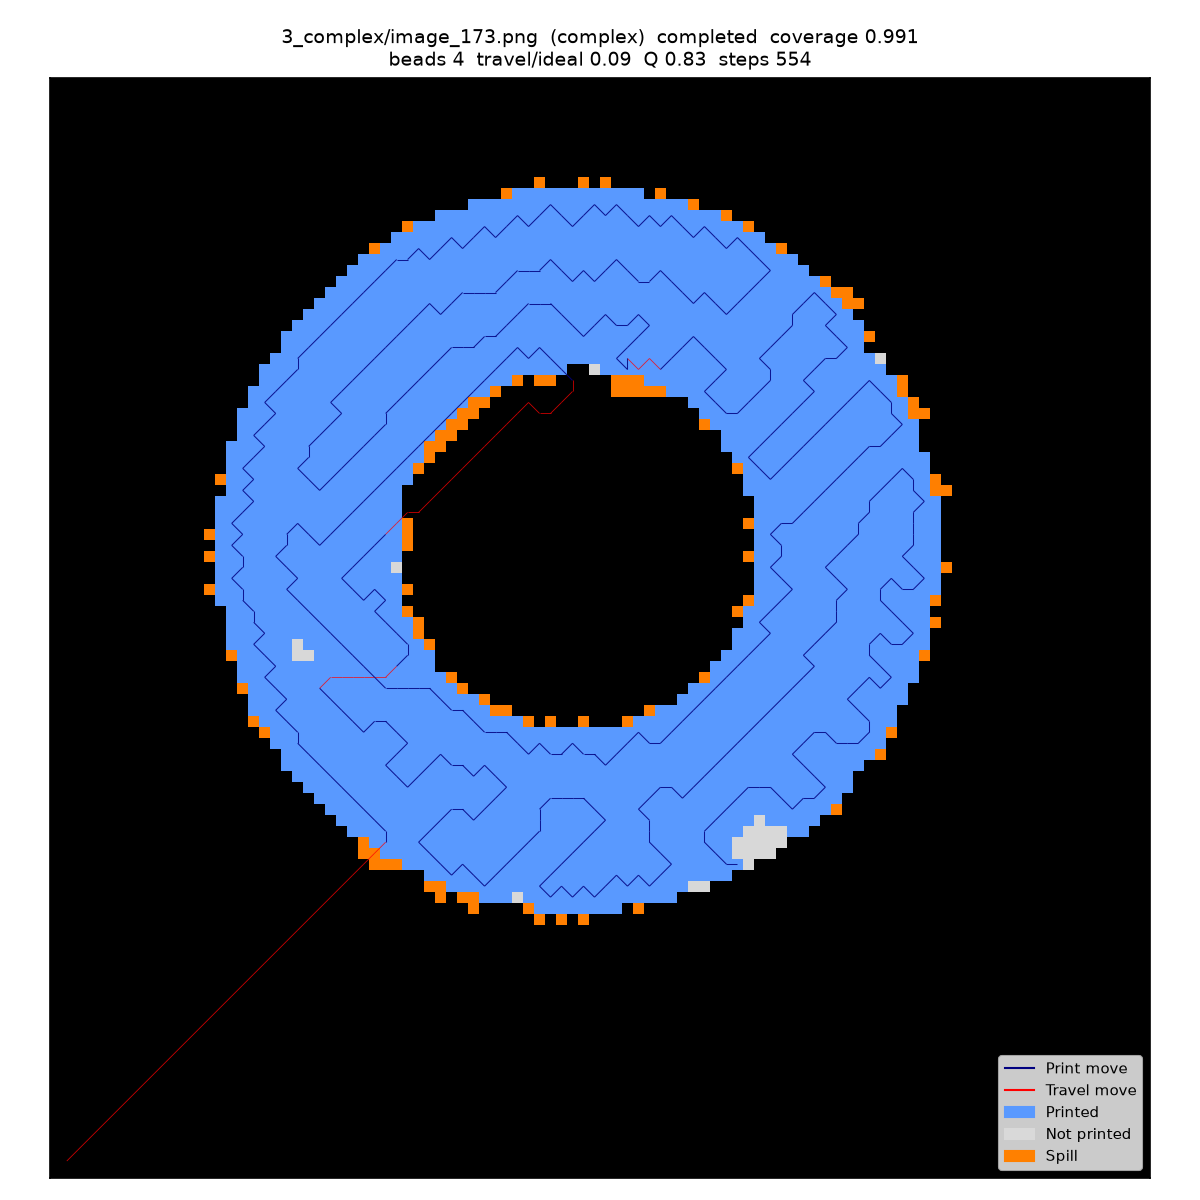 3_complex/image_173.png  (complex)  completed  coverage 0.991
beads 4  travel/ideal 0.09  Q 0.83  steps 554
Print move
Travel move
Printed
Not printed
Spill